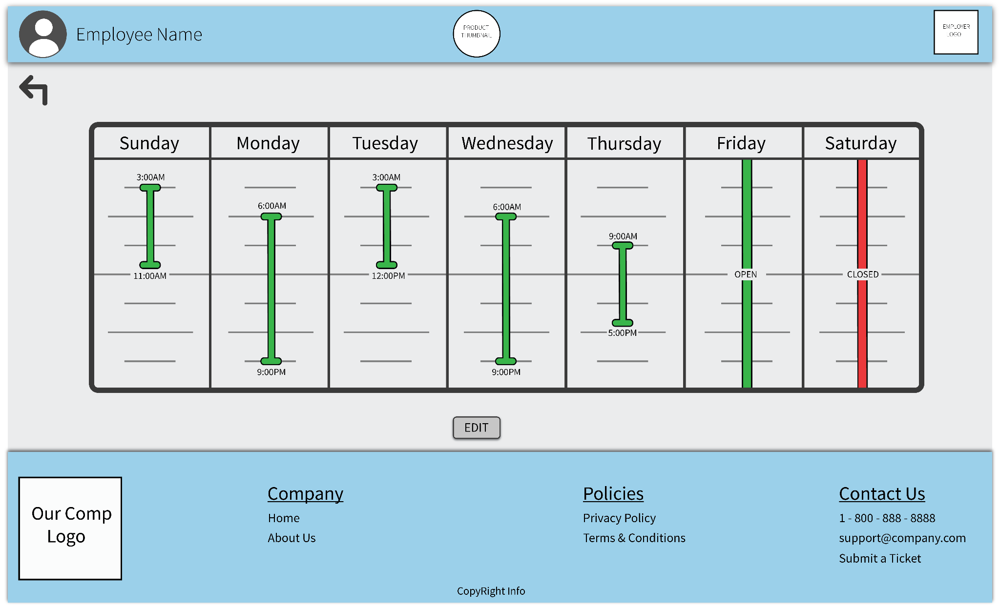 Employee Name
PRODUCT
THUMBNAIL
EMPLOYER
LOGO
Sunday
Monday
Tuesday
Wednesday
Thursday
Friday
Saturday
3:00AM
11:00AM
6:00AM
9:00PM
3:00AM
12:00PM
6:00AM
9:00PM
9:00AM
5:00PM
OPEN
CLOSED
EDIT
Our Comp
Logo
Company
Home
About Us
Policies
Privacy Policy
Terms & Conditions
Contact Us
1 - 800 - 888 - 8888
support@company.com
Submit a Ticket
CopyRight Info